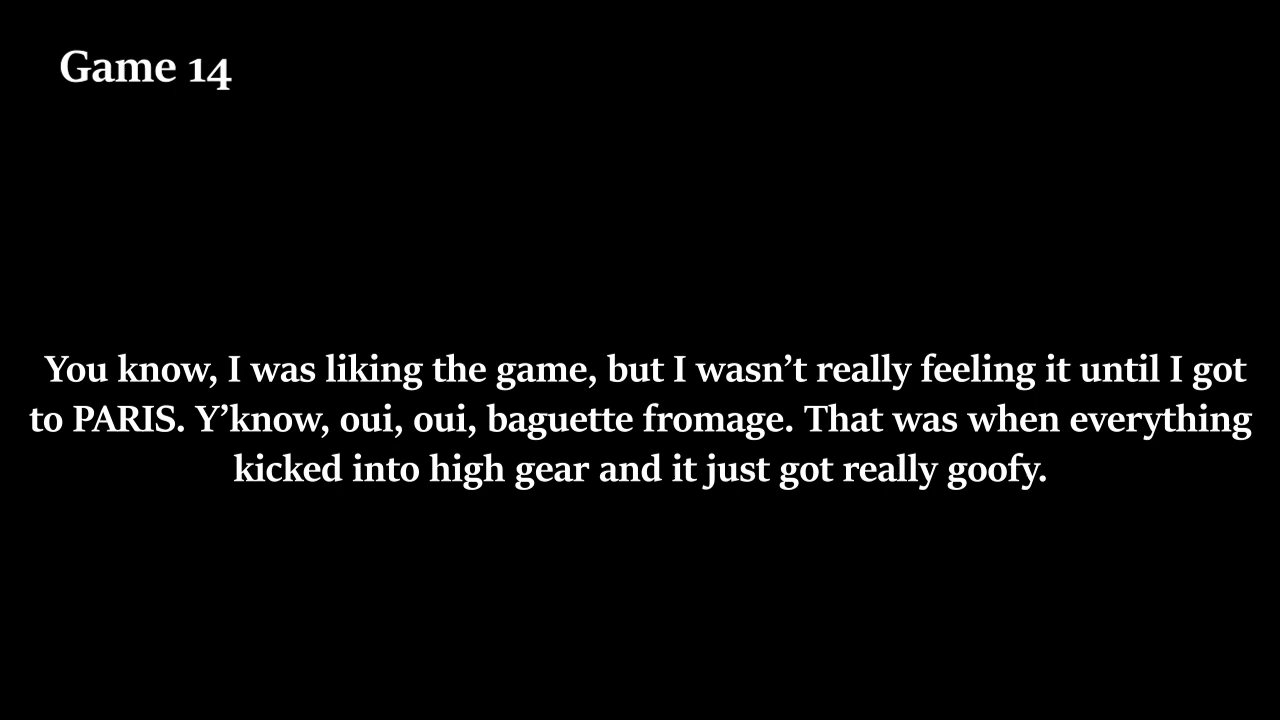 Game 14
You know, I was liking the game, but I wasn’t really feeling it until I got
to PARIS. Y’know, oui, oui, baguette fromage. That was when everything
kicked into high gear and it just got really goofy.